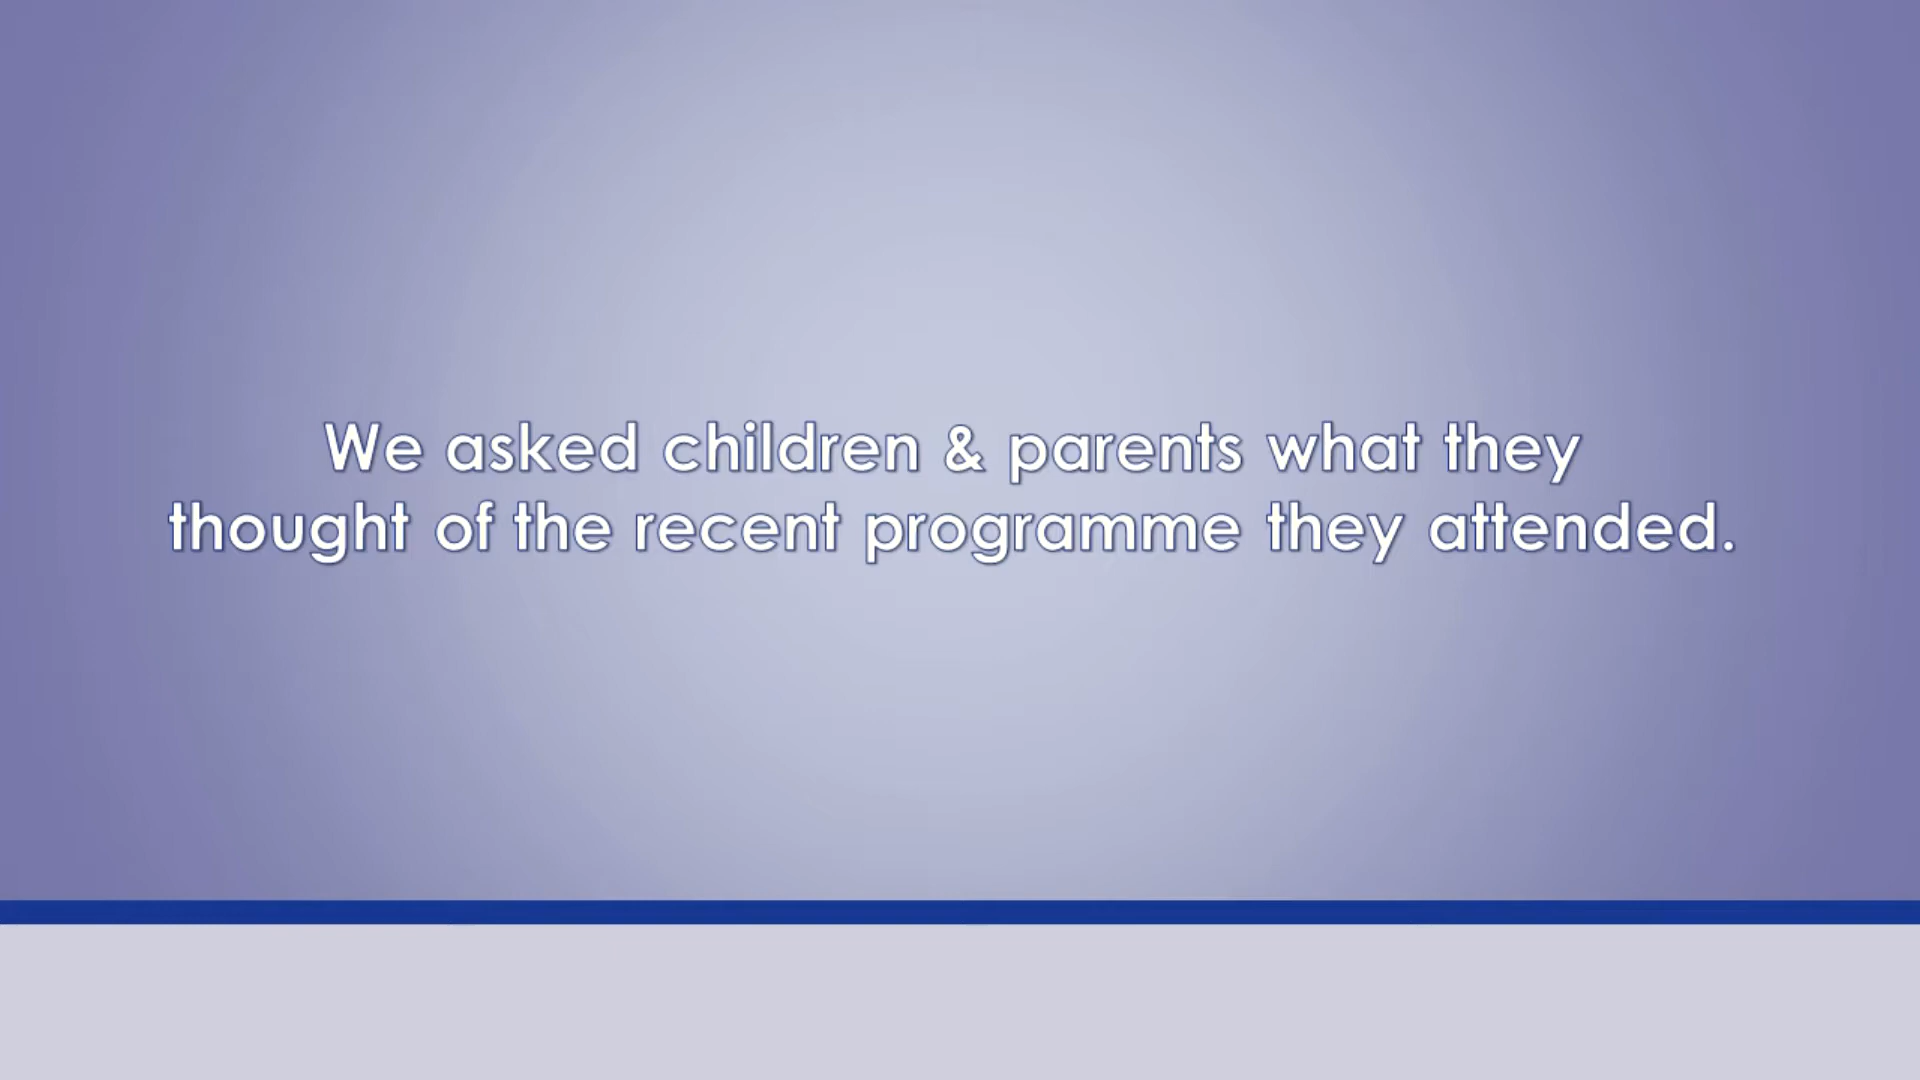 We asked children & parents what they
thought of the recent programme they attended.